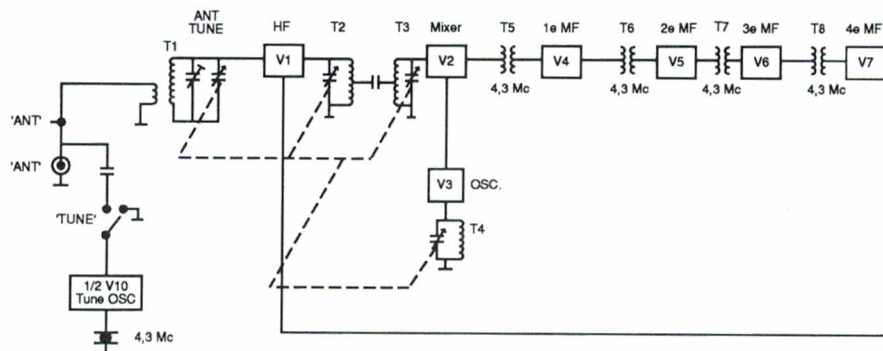 ANT
TUNE
HF
T2
T3
Mixer
T5
1e MF
T6
2e MF
T7
3e MF
T8
4e MF
T1
V1
V2
V4
V5
V6
V7
4,3 Mc
4,3 Mc
4,3 Mc
4,3 Mc
'ANT'
'ANT'
V3
OSC.
'TUNE'
T4
1/2 V10
Tune OSC
4,3 Mc